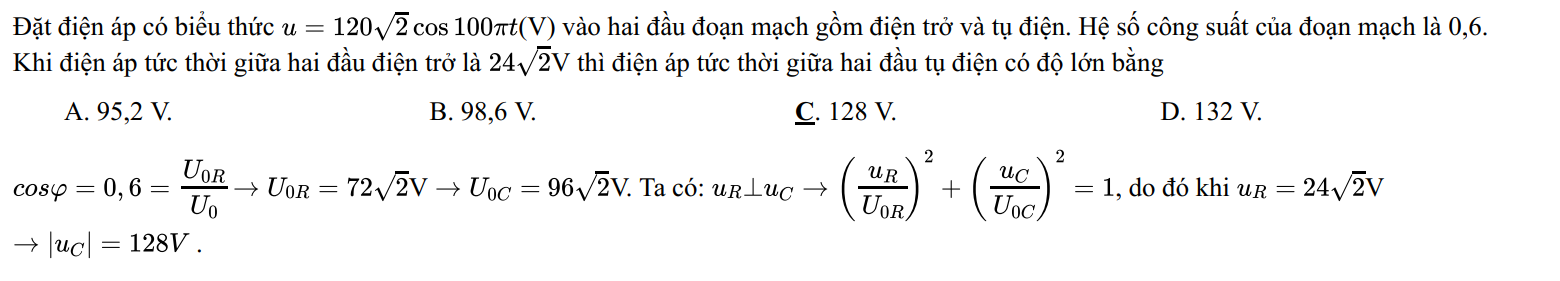 Đặt điện áp có biểu thức $u = 120\sqrt{2}\cos 100\pi t$(V) vào hai đầu đoạn mạch gồm điện trở và tụ điện. Hệ số công suất của đoạn mạch là 0,6.
Khi điện áp tức thời giữa hai đầu điện trở là $24\sqrt{2}$V thì điện áp tức thời giữa hai đầu tụ điện có độ lớn bằng
A. 95,2 V. B. 98,6 V. C. 128 V. D. 132 V.
$cos\varphi = 0,6 = \frac{U_{0R}}{U_0} \rightarrow U_{0R} = 72\sqrt{2}$V $\rightarrow U_{0C} = 96\sqrt{2}$V. Ta có: $u_R \perp u_C \rightarrow \left(\frac{u_R}{U_{0R}}\right)^2 + \left(\frac{u_C}{U_{0C}}\right)^2 = 1$, do đó khi $u_R = 24\sqrt{2}$V
$\rightarrow |u_C| = 128V$ .